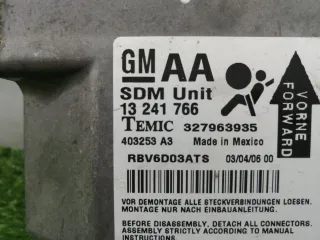 GM AA
SDM Unit
13 241 766
TEMIC 327963935
403253 A3 Made in Mexico
RBV6D03ATS 03/04/06 00
VORNE
FORWARD
VOR DEMONTAGE ALLE STECKVERBINDUNGEN LOESEN.
MONTAGE NUR NACH EINBAUANLEITUNG.
BEFORE DISASSEMBLY, DETACH ALL CONNECTORS
ASSEMBLY STRICTLY ACCORDING TO MANUAL
INSTRUCTIONS.